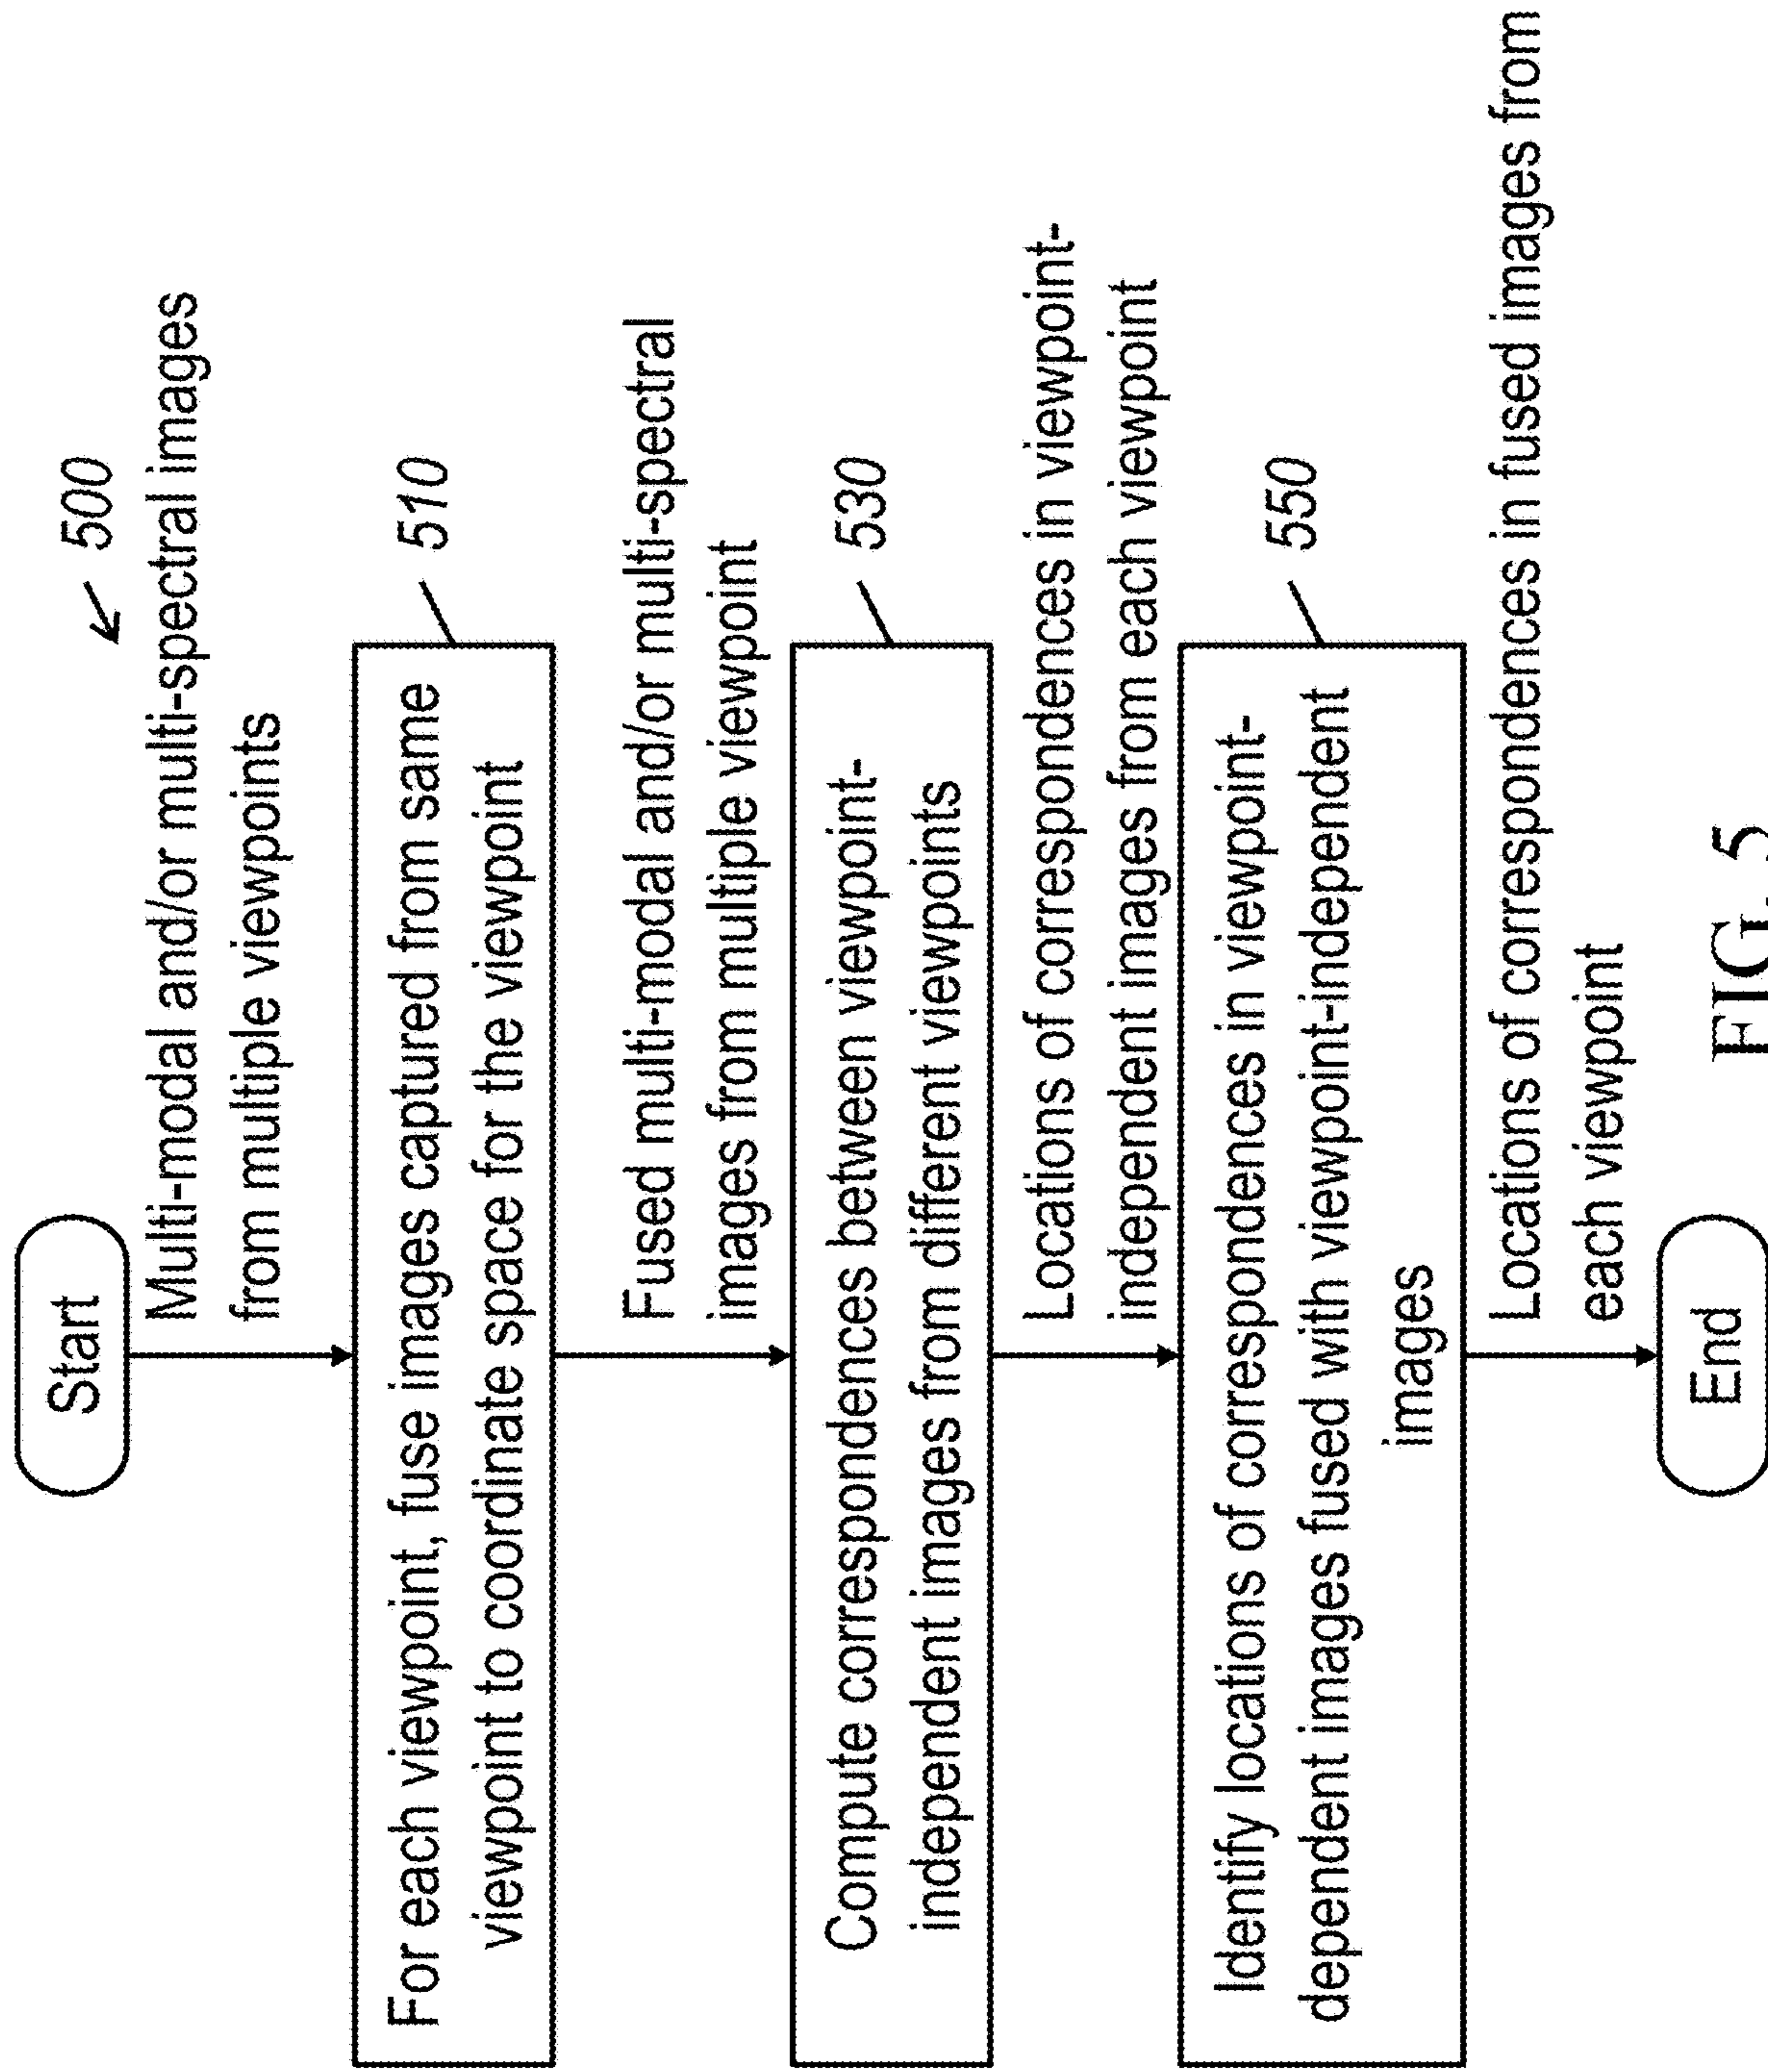 500
Start
Multi-modal and/or multi-spectral images
from multiple viewpoints
510
For each viewpoint, fuse images captured from same
viewpoint to coordinate space for the viewpoint
Fused multi-modal and/or multi-spectral
images from multiple viewpoint
530
Compute correspondences between viewpoint-
independent images from different viewpoints
Locations of correspondences in viewpoint-
independent images from each viewpoint
550
Identify locations of correspondences in viewpoint-
dependent images fused with viewpoint-independent
images
Locations of correspondences in fused images from
each viewpoint
End
FIG. 5